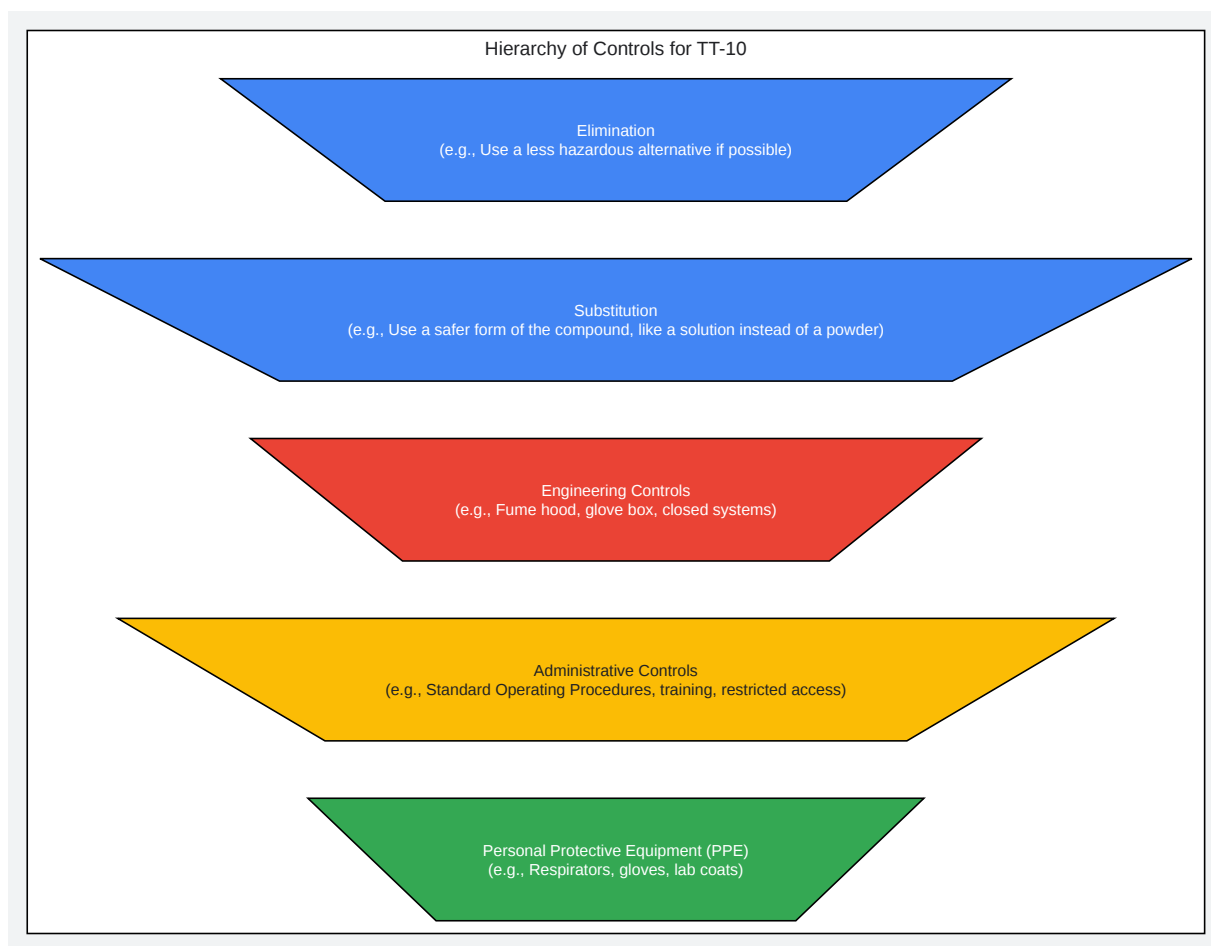 Hierarchy of Controls for TT-10
Elimination
(e.g., Use a less hazardous alternative if possible)
Substitution
(e.g., Use a safer form of the compound, like a solution instead of a powder)
Engineering Controls
(e.g., Fume hood, glove box, closed systems)
Administrative Controls
(e.g., Standard Operating Procedures, training, restricted access)
Personal Protective Equipment (PPE)
(e.g., Respirators, gloves, lab coats)